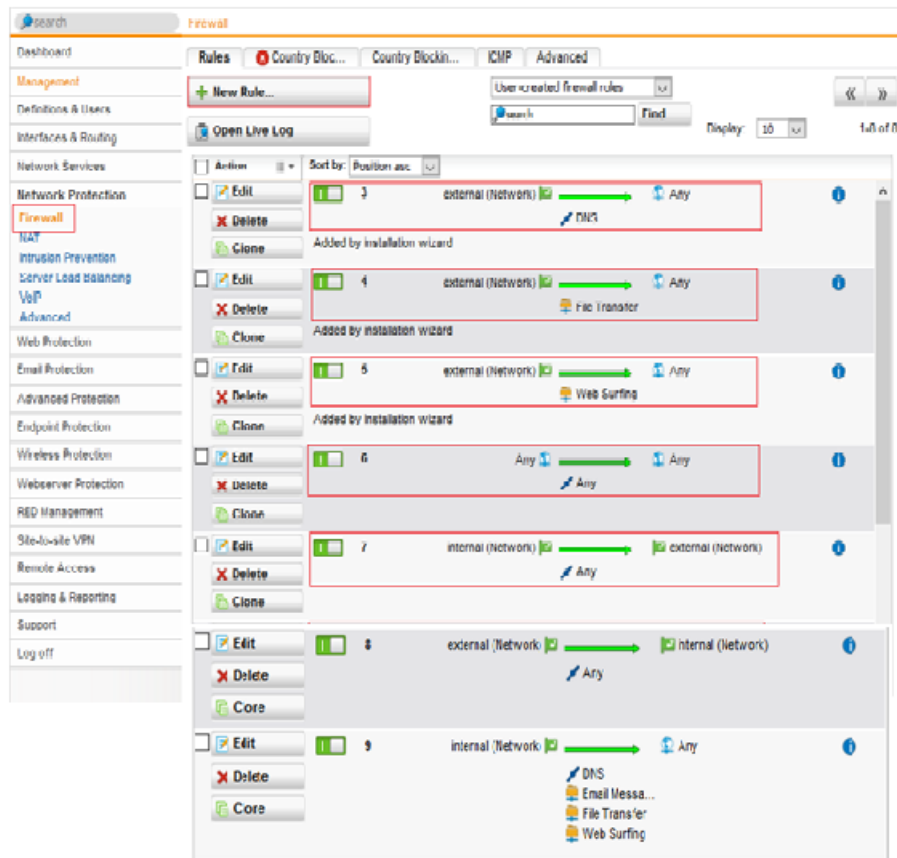 search
Firewall
Dashboard
Management
Definitions & Users
Interfaces & Routing
Network Services
Network Protection
Firewall
NAT
Intrusion Prevention
Server Load Balancing
VoIP
Advanced
Web Protection
Email Protection
Advanced Protection
Endpoint Protection
Wireless Protection
Webserver Protection
RED Management
Site-to-site VPN
Remote Access
Logging & Reporting
Support
Log off
Rules
Country Bloc...
Country Blockin...
ICMP
Advanced
+ New Rule...
User-created firewall rules
search
Find
Open Live Log
Display: 10
Action
Sort by: Position asc
Edit
3
external (Network)
Any
Delete
DNS
Clone
Added by installation wizard
Edit
4
external (Network)
Any
Delete
File Transfer
Clone
Added by installation wizard
Edit
5
external (Network)
Any
Delete
Web Surfing
Clone
Added by installation wizard
Edit
6
Any
Any
Delete
Any
Clone
Edit
7
internal (Network)
external (Network)
Delete
Any
Clone
Edit
8
external (Network)
nternal (Network)
Delete
Any
Core
Edit
9
internal (Network)
Any
Delete
DNS
Email Messa...
Core
File Transfer
Web Surfing